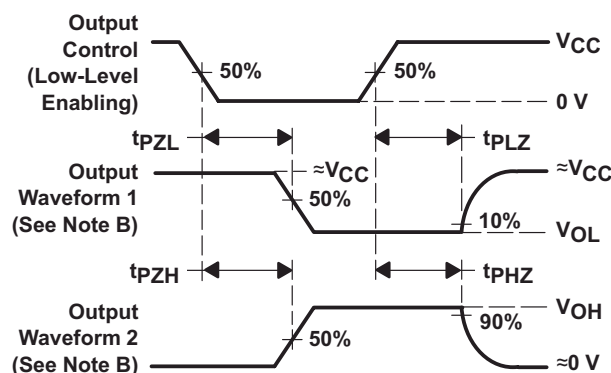 Output
Control
(Low-Level
Enabling)
50%
50%
VCC
0 V
tPZL
tPLZ
Output
Waveform 1
(See Note B)
≈VCC
50%
≈VCC
10%
VOL
tPZH
tPHZ
Output
Waveform 2
(See Note B)
50%
VOH
90%
≈0 V